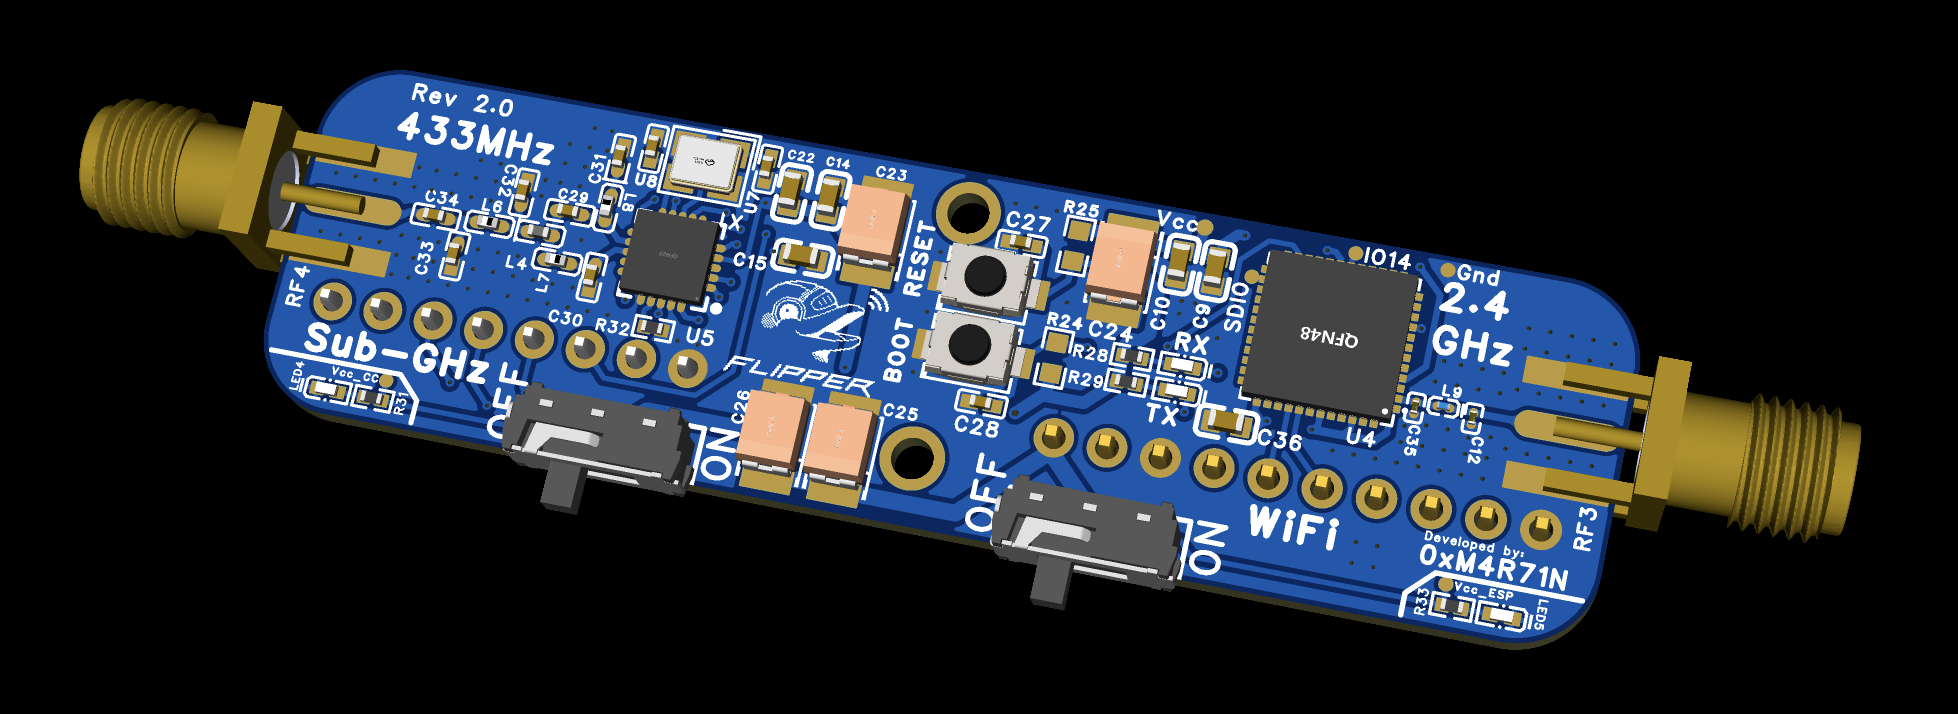 Rev 2.0
433MHz
C31
U8
C22
C14
C23
U7
C32
C34
L6
C29
L8
C33
L4
L7
X
C15
RESET
C27
R25
Vcc
IO14
Gnd
2.4
GHz
RF4
C30
R32
U5
Sub-GHz
FLIPPER
BOOT
R24
C24
C10
C9
SDIO
QFN48
R28
RX
R29
TX
L9
LED4
Vcc_CC
R31
OFF
ON
C26
C25
C28
C36
U4
C35
C12
OFF
ON
WiFi
RF3
Developed by:
0xM4R71N
R33
Vcc_ESP
LED5